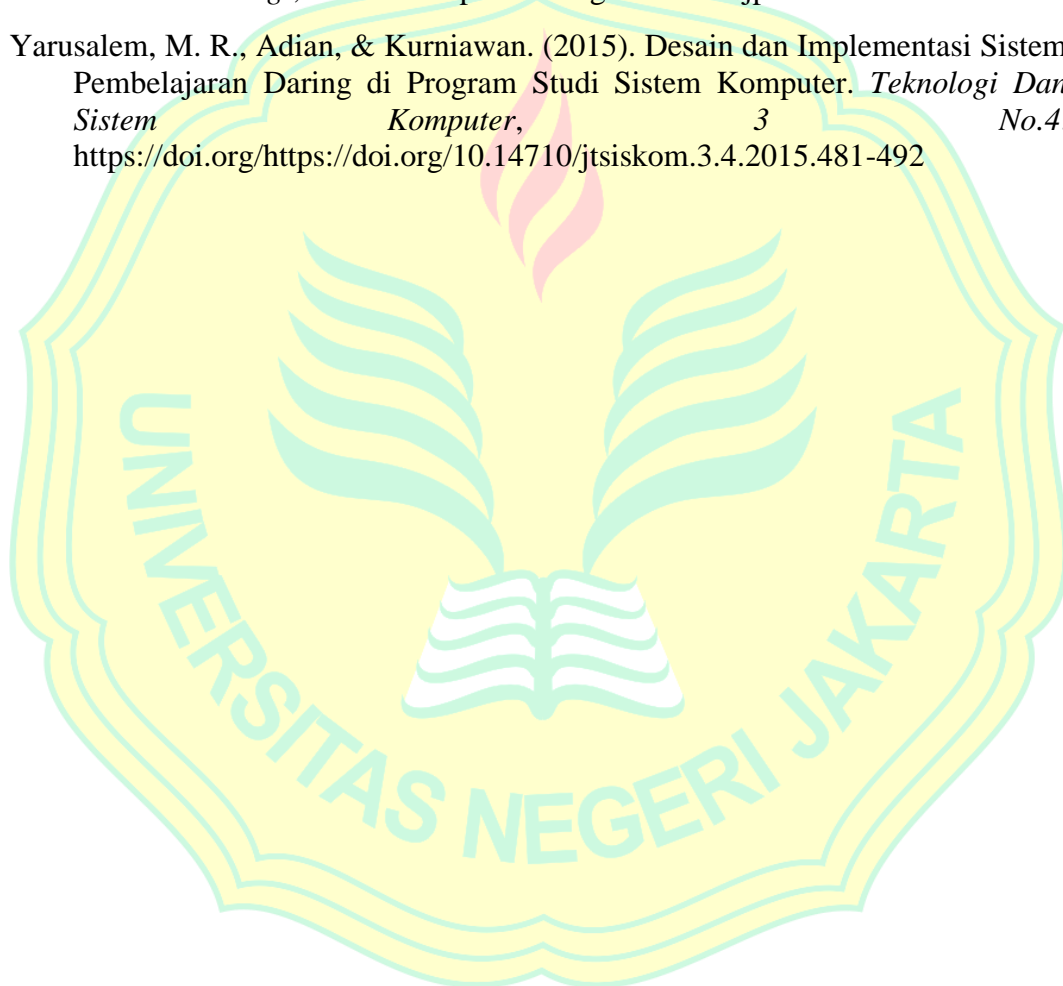 Yarusalem, M. R., Adian, & Kurniawan. (2015). Desain dan Implementasi Sistem
Pembelajaran Daring di Program Studi Sistem Komputer. Teknologi Dan
Sistem Komputer, 3 No.4
https://doi.org/https://doi.org/10.14710/jtsiskom.3.4.2015.481-492
UNIVERSITAS NEGERI JAKARTA